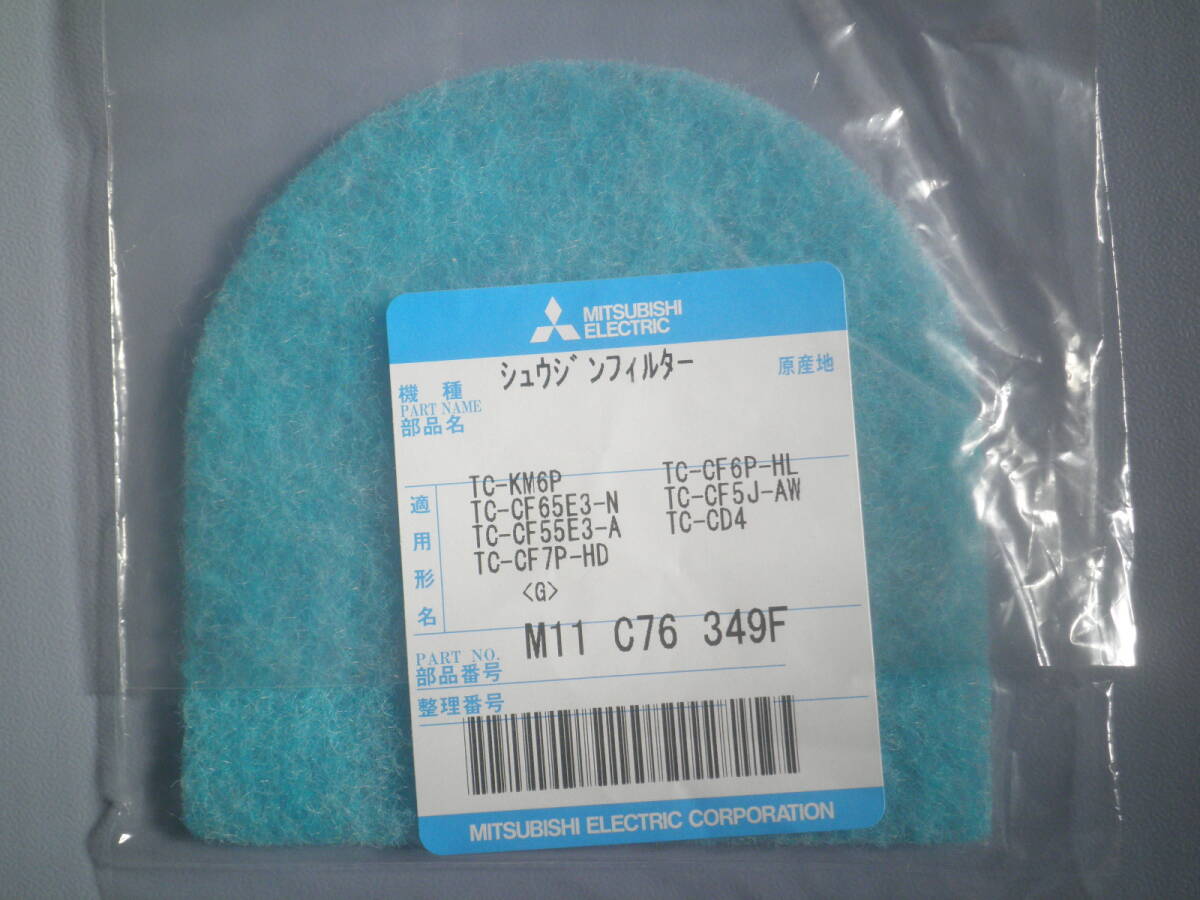 MITSUBISHI
ELECTRIC
シュウジンフィルター
原産地
機種
PART NAME
部品名
適用形名
TC-KM6P TC-CF6P-HL
TC-CF65E3-N TC-CF5J-AW
TC-CF55E3-A TC-CD4
TC-CF7P-HD
<G>
M11 C76 349F
PART NO.
部品番号
整理番号
MITSUBISHI ELECTRIC CORPORATION